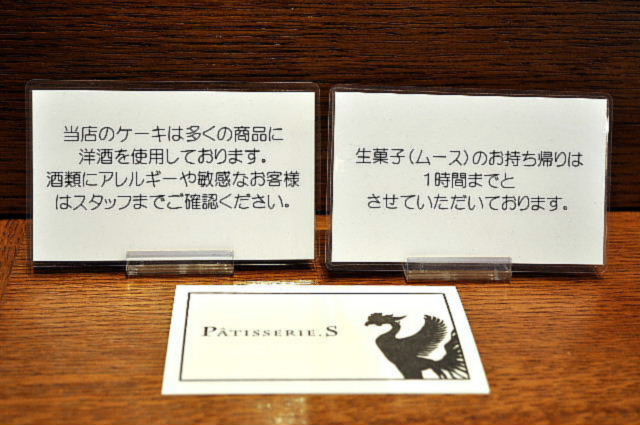 当店のケーキは多くの商品に
洋酒を使用しております。
酒類にアレルギーや敏感なお客様
はスタッフまでご確認ください。
生菓子(ムース)のお持ち帰りは
1時間までと
させていただいております。
PÂTISSERIE.S